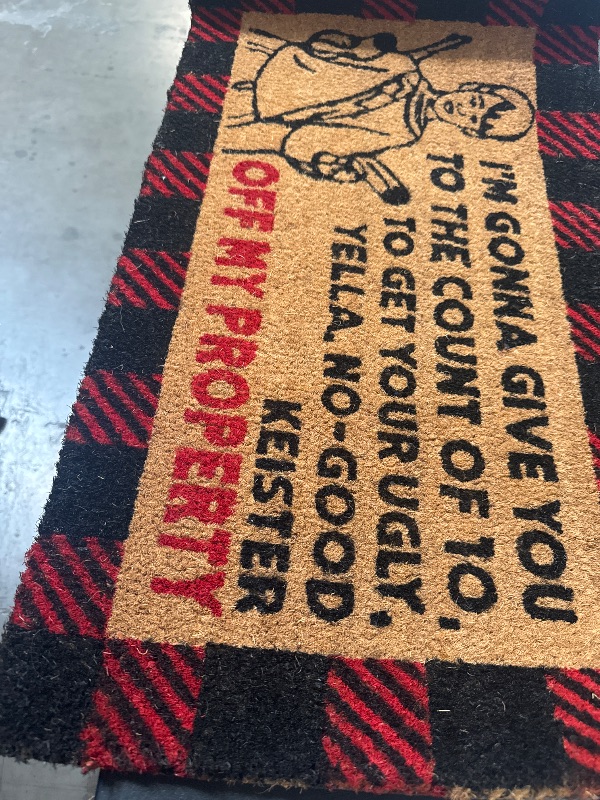 I'M GONNA GIVE YOU
TO THE COUNT OF 10,
TO GET YOUR UGLY,
YELLA, NO-GOOD
KEISTER
OFF MY PROPERTY